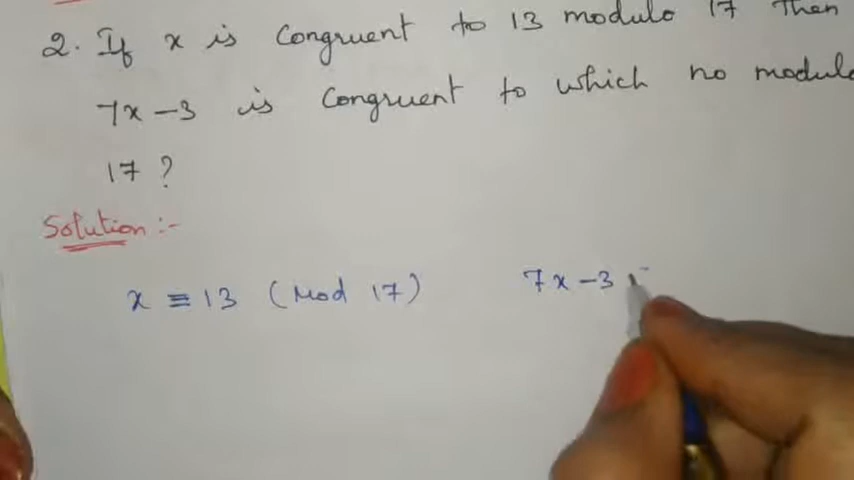 2. If x is congruent to 13 modulo 17 then
7x - 3 is congruent to which no modulo
17 ?
Solution :-
x ≡ 13 (Mod 17) 7x - 3